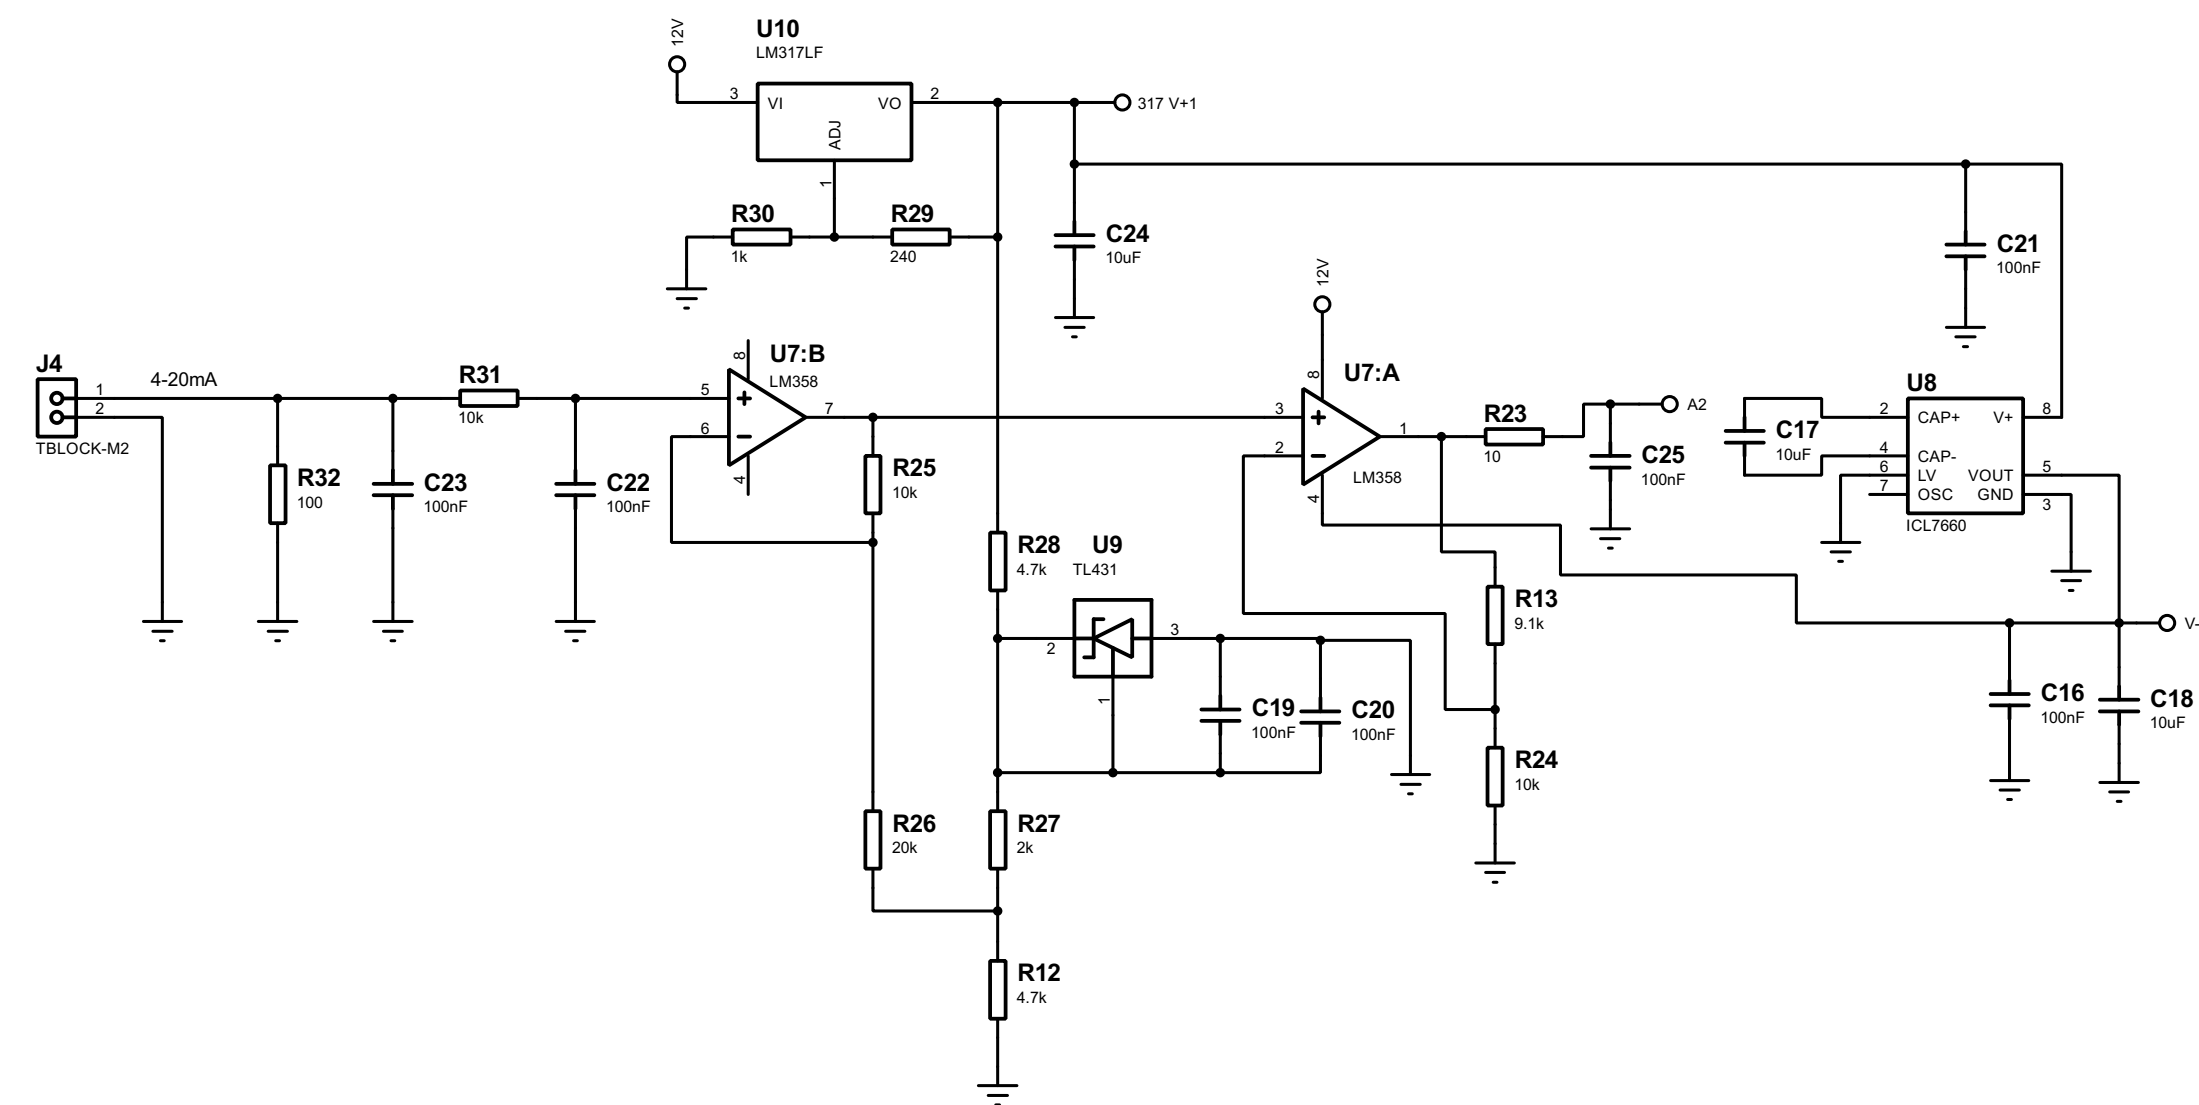 12V
U10
LM317LF
3
VI
VO
2
ADJ
1
317 V+1
R30
1k
R29
240
C24
10uF
C21
100nF
12V
J4
1
2
TBLOCK-M2
4-20mA
R31
10k
R32
100
C23
100nF
C22
100nF
8
U7:B
LM358
5
6
7
4
R25
10k
8
U7:A
3
2
1
LM358
4
R23
10
A2
C25
100nF
C17
10uF
U8
2
CAP+
V+
8
4
CAP-
6
LV
VOUT
5
7
OSC
GND
3
ICL7660
R28
4.7k
U9
TL431
2
3
1
C19
100nF
C20
100nF
R13
9.1k
R24
10k
V-
C16
100nF
C18
10uF
R26
20k
R27
2k
R12
4.7k